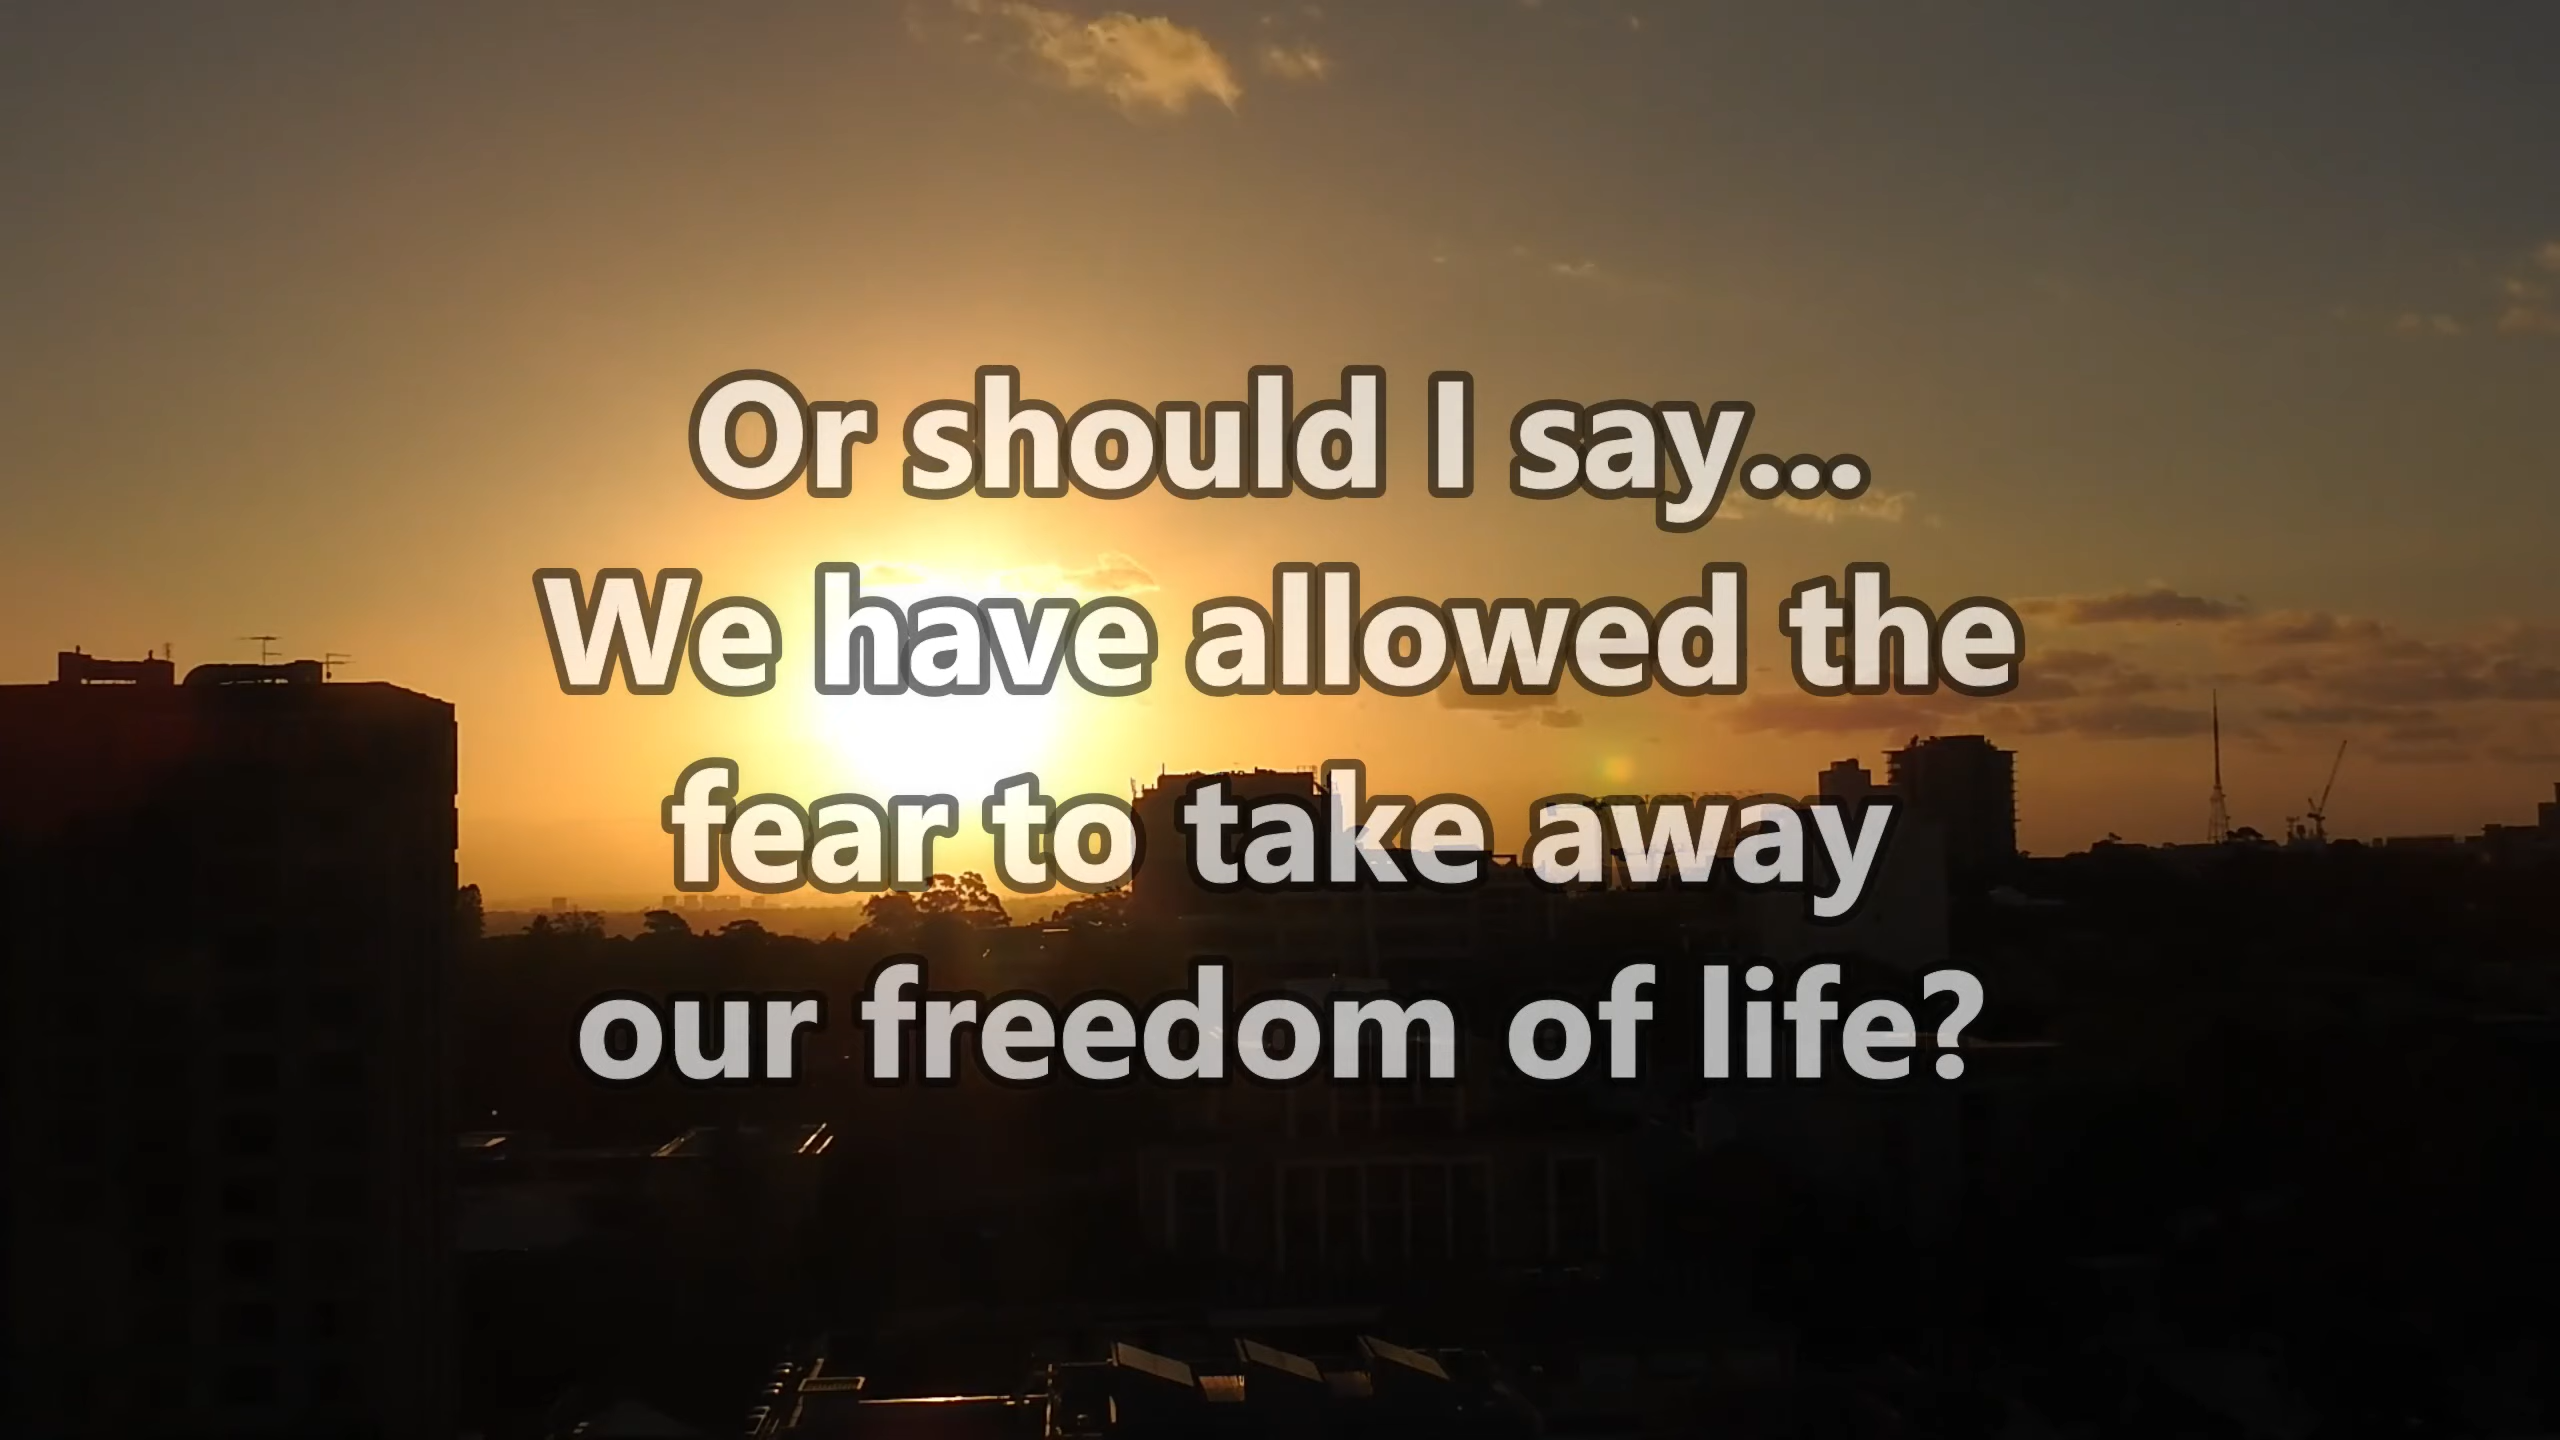 Or should I say...
We have allowed the
fear to take away
our freedom of life?